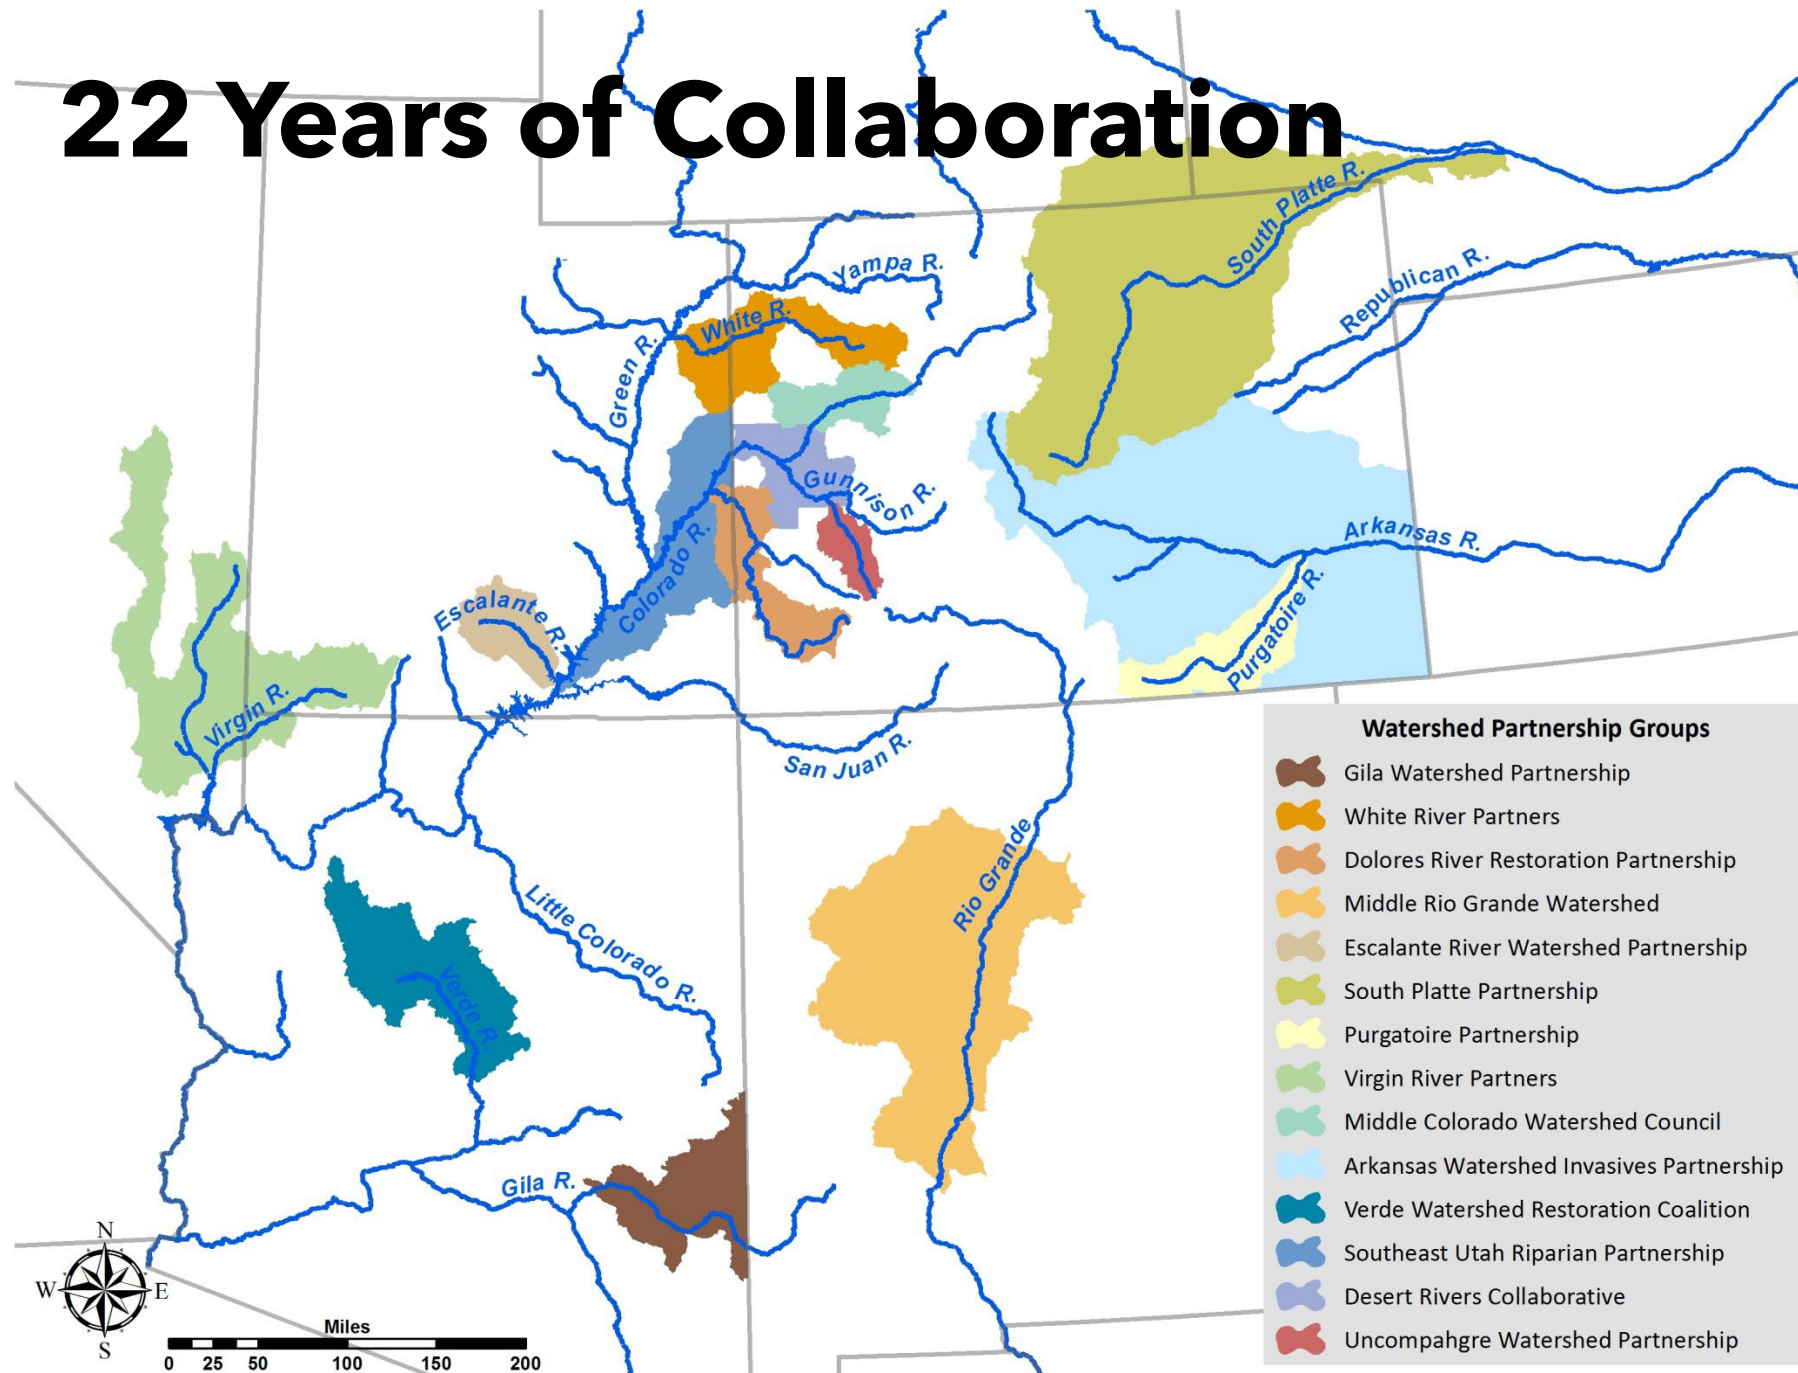 22 Years of Collaboration
South Platte R.
Yampa R.
Republican R.
White R.
Green R.
Gunnison R.
Arkansas R.
Colorado R.
Escalante R.
Purgatoire R.
Virgin R.
San Juan R.
Rio Grande
Little Colorado R.
Verde R.
Gila R.
Watershed Partnership Groups
Gila Watershed Partnership
White River Partners
Dolores River Restoration Partnership
Middle Rio Grande Watershed
Escalante River Watershed Partnership
South Platte Partnership
Purgatoire Partnership
Virgin River Partners
Middle Colorado Watershed Council
Arkansas Watershed Invasives Partnership
Verde Watershed Restoration Coalition
Southeast Utah Riparian Partnership
Desert Rivers Collaborative
Uncompahgre Watershed Partnership
N
W E
S
Miles
0 25 50 100 150 200